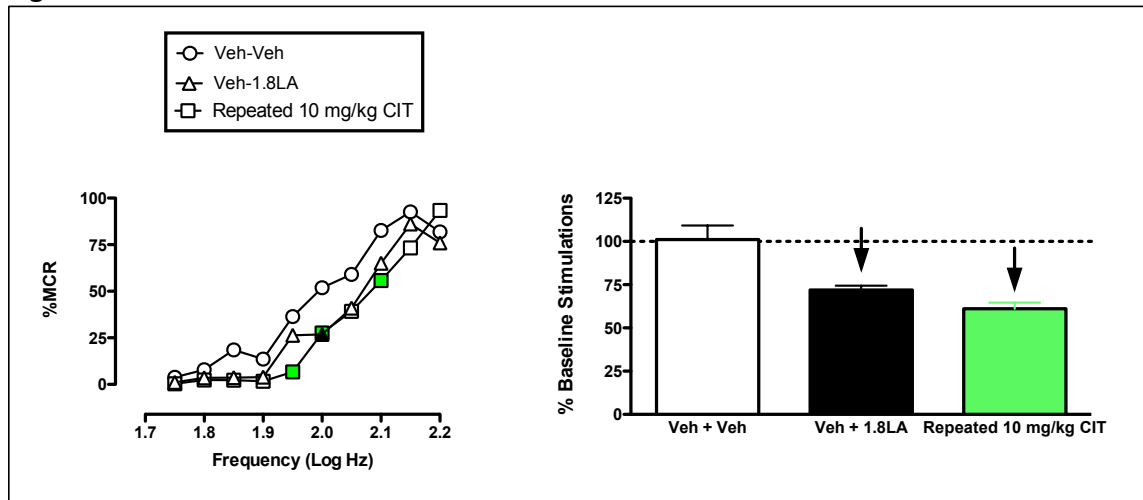 Veh-Veh
Veh-1.8LA
Repeated 10 mg/kg CIT
100
75
50
25
0
%MCR
1.7 1.8 1.9 2.0 2.1 2.2
Frequency (Log Hz)
125
100
75
50
25
0
% Baseline Stimulations
Veh + Veh Veh + 1.8LA Repeated 10 mg/kg CIT